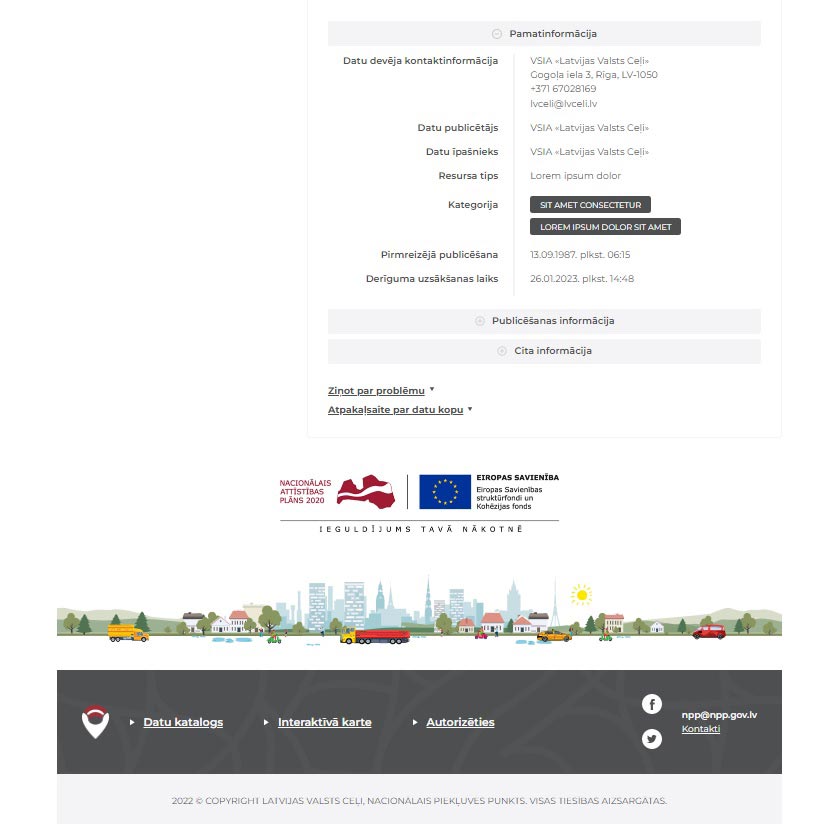 Pamatinformācija
Datu devēja kontaktinformācija
VSIA «Latvijas Valsts Ceļi»
Gogoļa iela 3, Rīga, LV-1050
+371 67028169
lvceli@lvceli.lv
Datu publicētājs
VSIA «Latvijas Valsts Ceļi»
Datu īpašnieks
VSIA «Latvijas Valsts Ceļi»
Resursa tips
Lorem ipsum dolor
Kategorija
SIT AMET CONSECTETUR
LOREM IPSUM DOLOR SIT AMET
Pirmreizējā publicēšana
13.09.1987. plkst. 06:15
Derīguma uzsākšanas laiks
26.01.2023. plkst. 14:48
Publicēšanas informācija
Cita informācija
Ziņot par problēmu
Atpakaļsaite par datu kopu
NACIONĀLAIS
ATTĪSTĪBAS
PLĀNS 2020
EIROPAS SAVIENĪBA
Eiropas Savienības
struktūrfondi un
Kohēzijas fonds
IEGULDĪJUMS TAVĀ NĀKOTNĒ
Datu katalogs
Interaktīvā karte
Autorizēties
npp@npp.gov.lv
Kontakti
2022 © COPYRIGHT LATVIJAS VALSTS CEĻI, NACIONĀLAIS PIEKĻUVES PUNKTS. VISAS TIESĪBAS AIZSARGĀTAS.